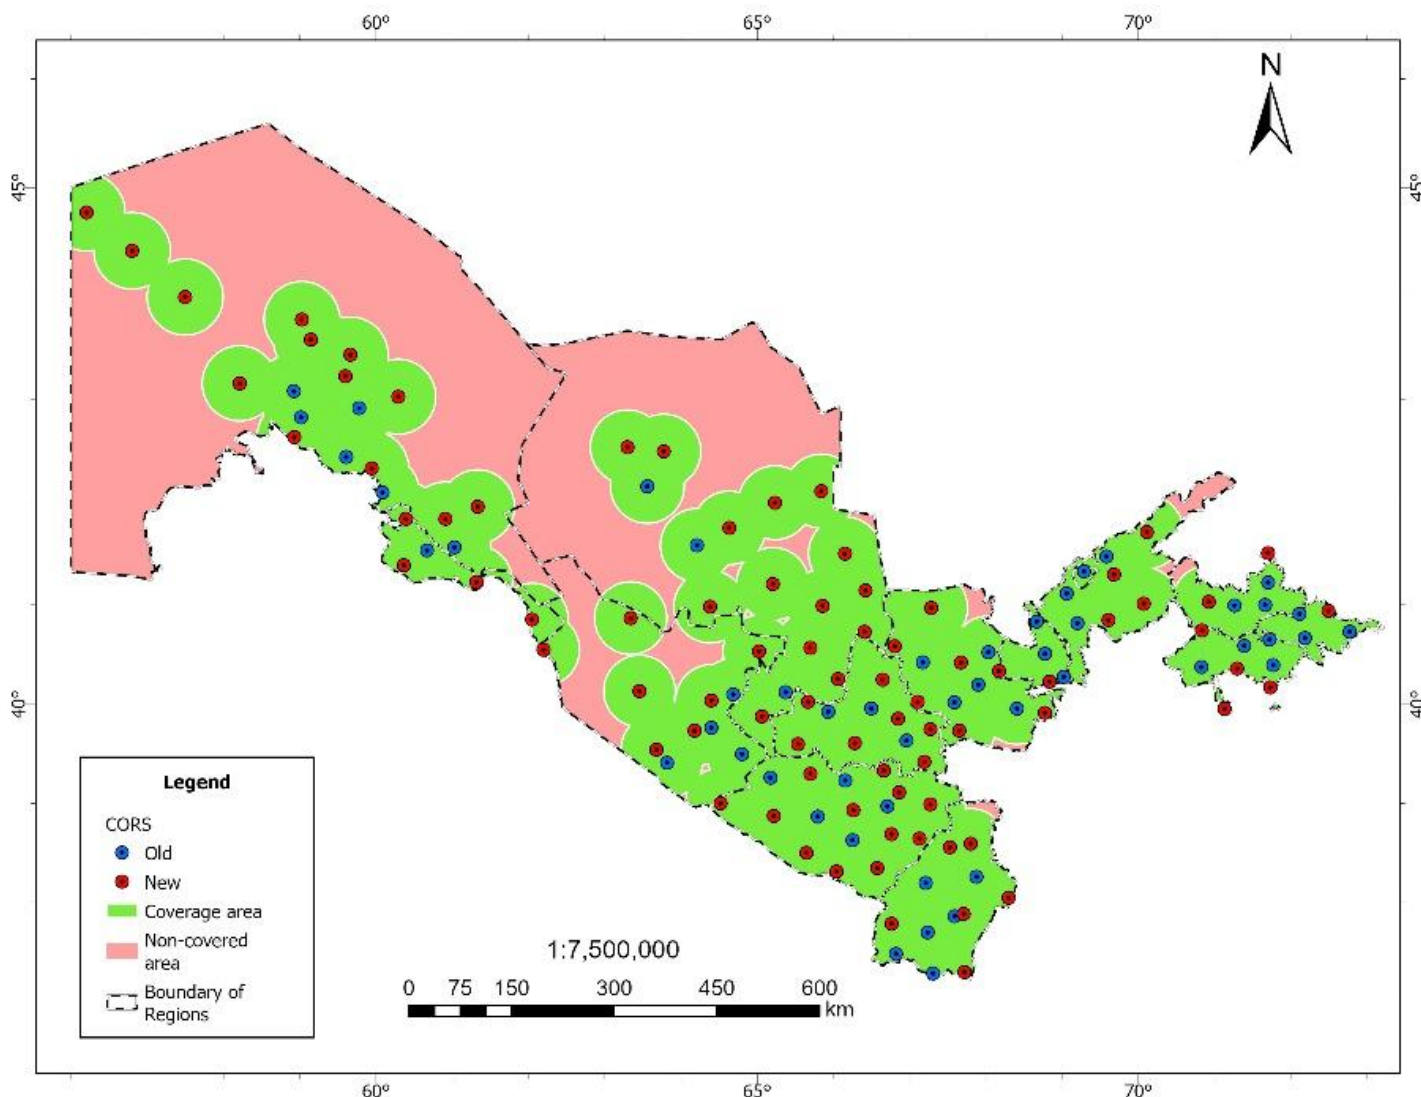 60° 65° 70°
N
45° 45°
40° 40°
Legend
CORS
Old
New
Coverage area
Non-covered
area
Boundary of
Regions
1:7,500,000
0 75 150 300 450 600
km
60° 65° 70°